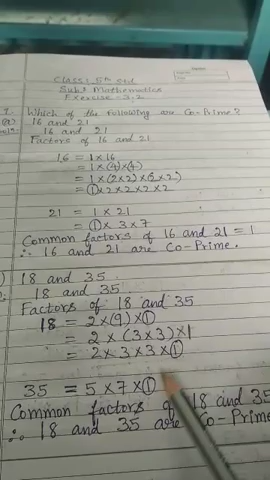 Class: 5th std
Sub: Mathematics
Exercise - 3.2
Which of the following are Co-Prime?
16 and 21
16 and 21
Factors of 16 and 21
16 = 1 × 16
= 1 × (4) × (4)
= 1 × (2 × 2) × (2 × 2)
= ① × 2 × 2 × 2 × 2
21 = 1 × 21
= ① × 3 × 7
Common factors of 16 and 21 = 1
∴ 16 and 21 are Co-Prime.
18 and 35
18 and 35
Factors of 18 and 35
18 = 2 × (9) × ①
= 2 × (3 × 3) × 1
= 2 × 3 × 3 × ①
35 = 5 × 7 × ①
Common factors of 18 and 35
∴ 18 and 35 are Co-Prime